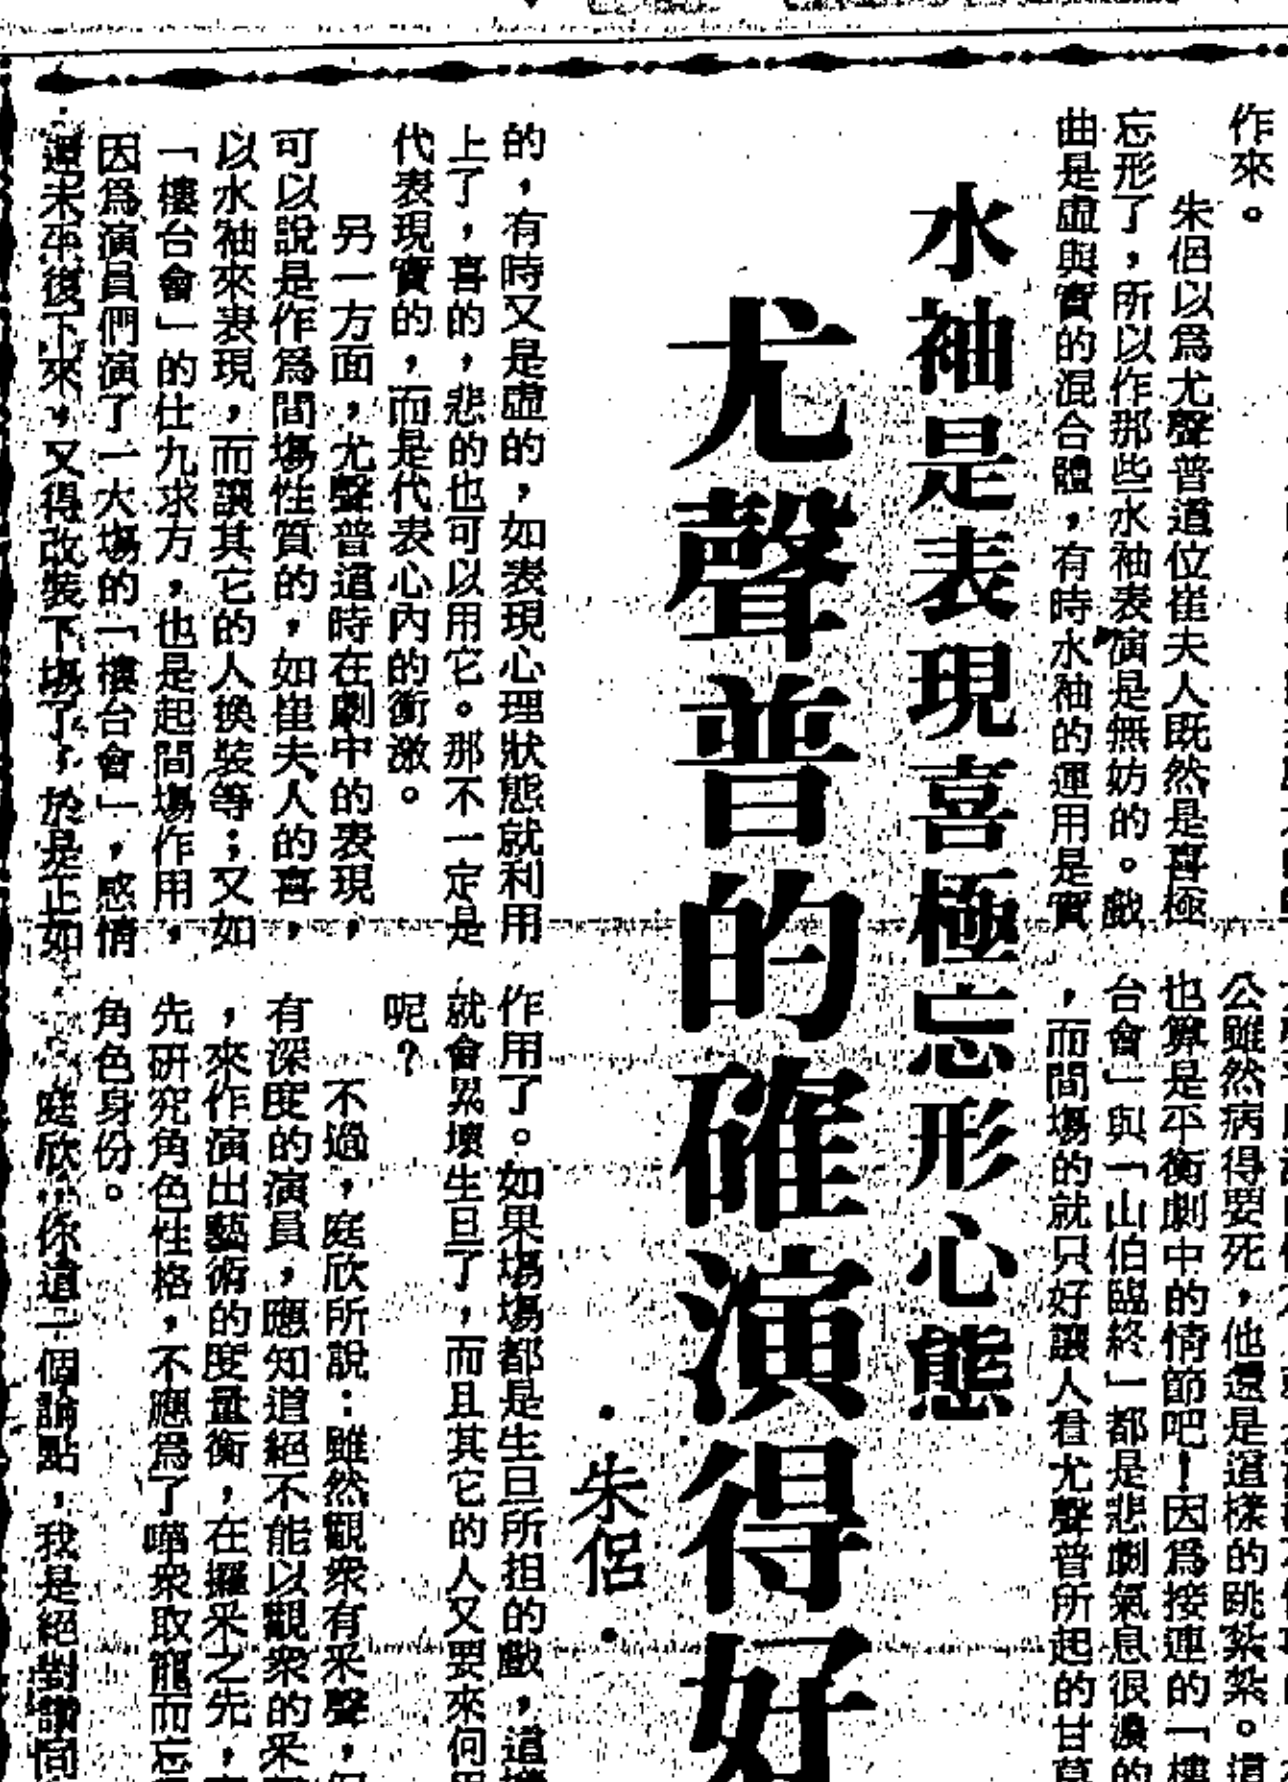 水袖是表現喜極忘形心態
尤聲普的確演得好
·朱侶·
作來。
朱侶以爲尤聲普這位崔夫人既然是喜極
忘形了，所以作那些水袖表演是無妨的。戲
曲是虛與實的混合體，有時水袖的運用是實
的，有時又是虛的，如表現心理狀態就利用
上了，喜的，悲的也可以用它。那不一定是
代表現實的，而是代表心內的衝激。
另一方面，尤聲普這時在劇中的表現，
可以說是作爲間塲性質的，如崔夫人的喜，
以水袖來表現，而讓其它的人換裝等；又如
「樓台會」的仕九求方，也是起間塲作用，
因爲演員們演了一大塲的「樓台會」，感情
還未平復下來，又得改裝下塲了，於是正如
公雖然病得要死，他還是這樣的跳紮紮。這
也算是平衡劇中的情節吧！因爲接連的「樓
台會」與「山伯臨終」都是悲劇氣息很濃的
，而間塲的就只好讓人看尤聲普所起的甘草
作用了。如果塲塲都是生旦所担的戲，這樣
就會累壞生旦了，而且其它的人又要來何用
呢？
不過，庭欣所說：雖然觀衆有采聲，但
有深度的演員，應知道絕不能以觀衆的采
，來作演出藝術的度量衡，在攞采之先，
先研究角色性格，不應爲了嘩衆取寵而忘
角色身份。
庭欣：你這一個論點，我是絕對讚同